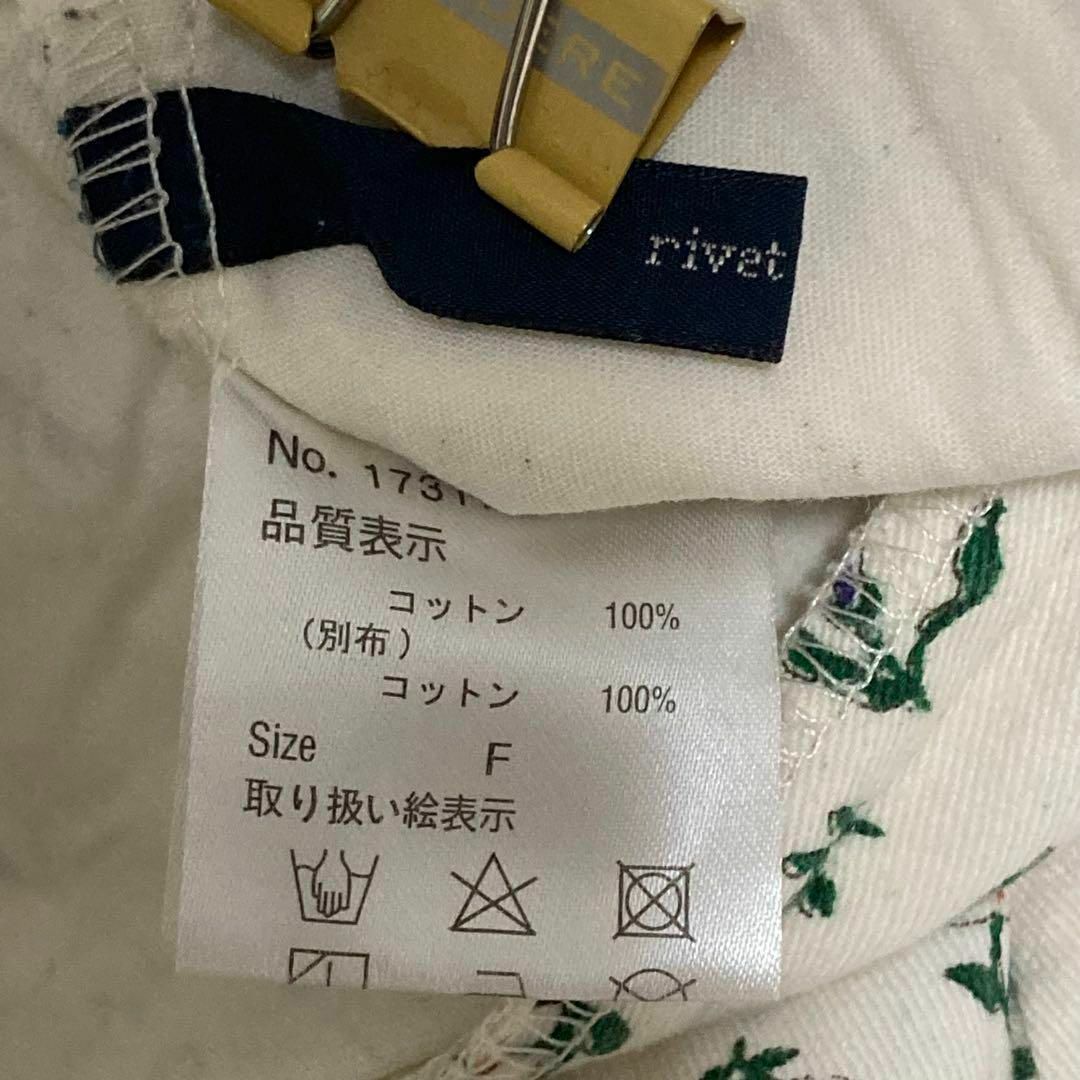 rivet
No. 1731
品質表示
コットン 100%
(別布)
コットン 100%
Size F
取り扱い絵表示